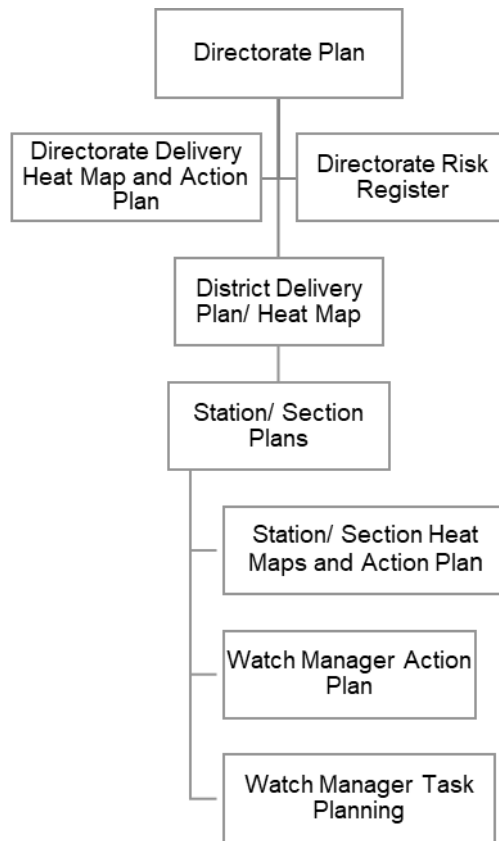 Directorate Plan
Directorate Delivery
Heat Map and Action
Plan
Directorate Risk
Register
District Delivery
Plan/ Heat Map
Station/ Section
Plans
Station/ Section Heat
Maps and Action Plan
Watch Manager Action
Plan
Watch Manager Task
Planning